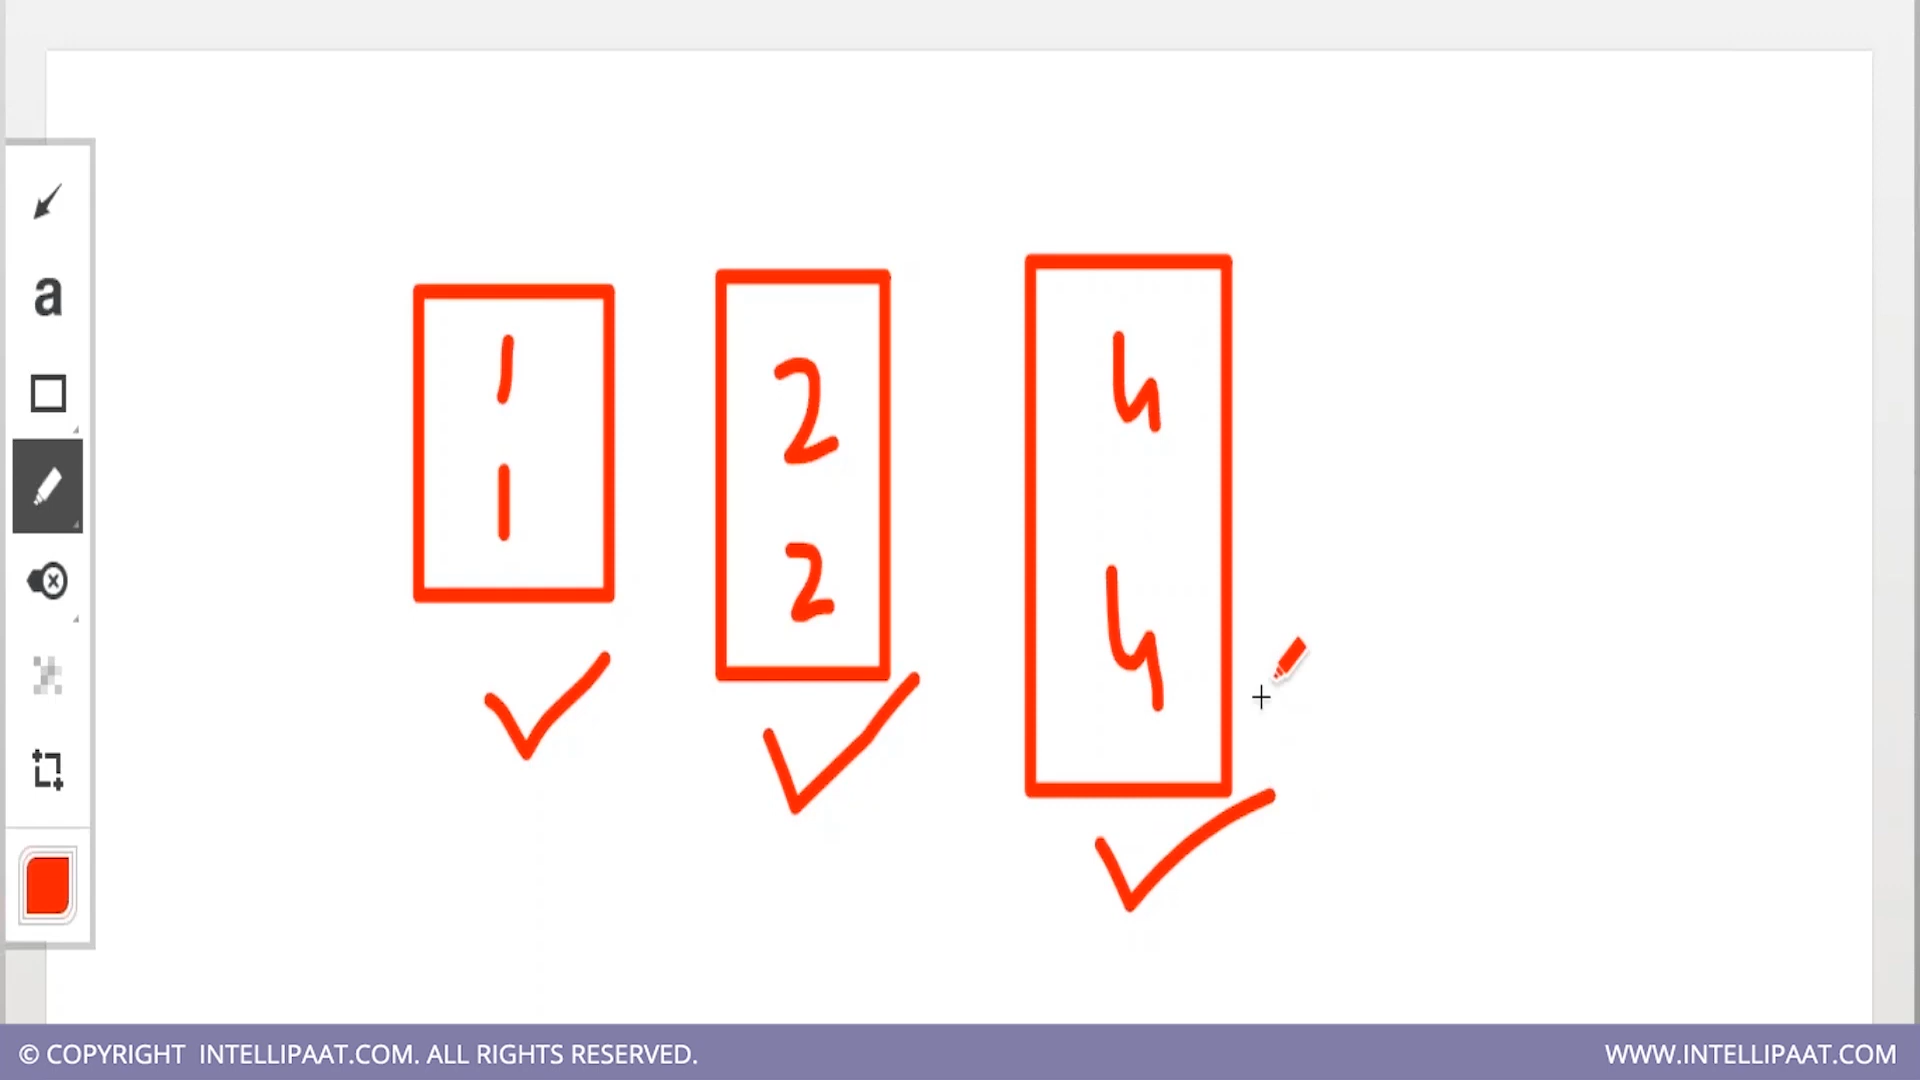 a
1 2 4
1 2 4
© COPYRIGHT INTELLIPAAT.COM. ALL RIGHTS RESERVED.
WWW.INTELLIPAAT.COM